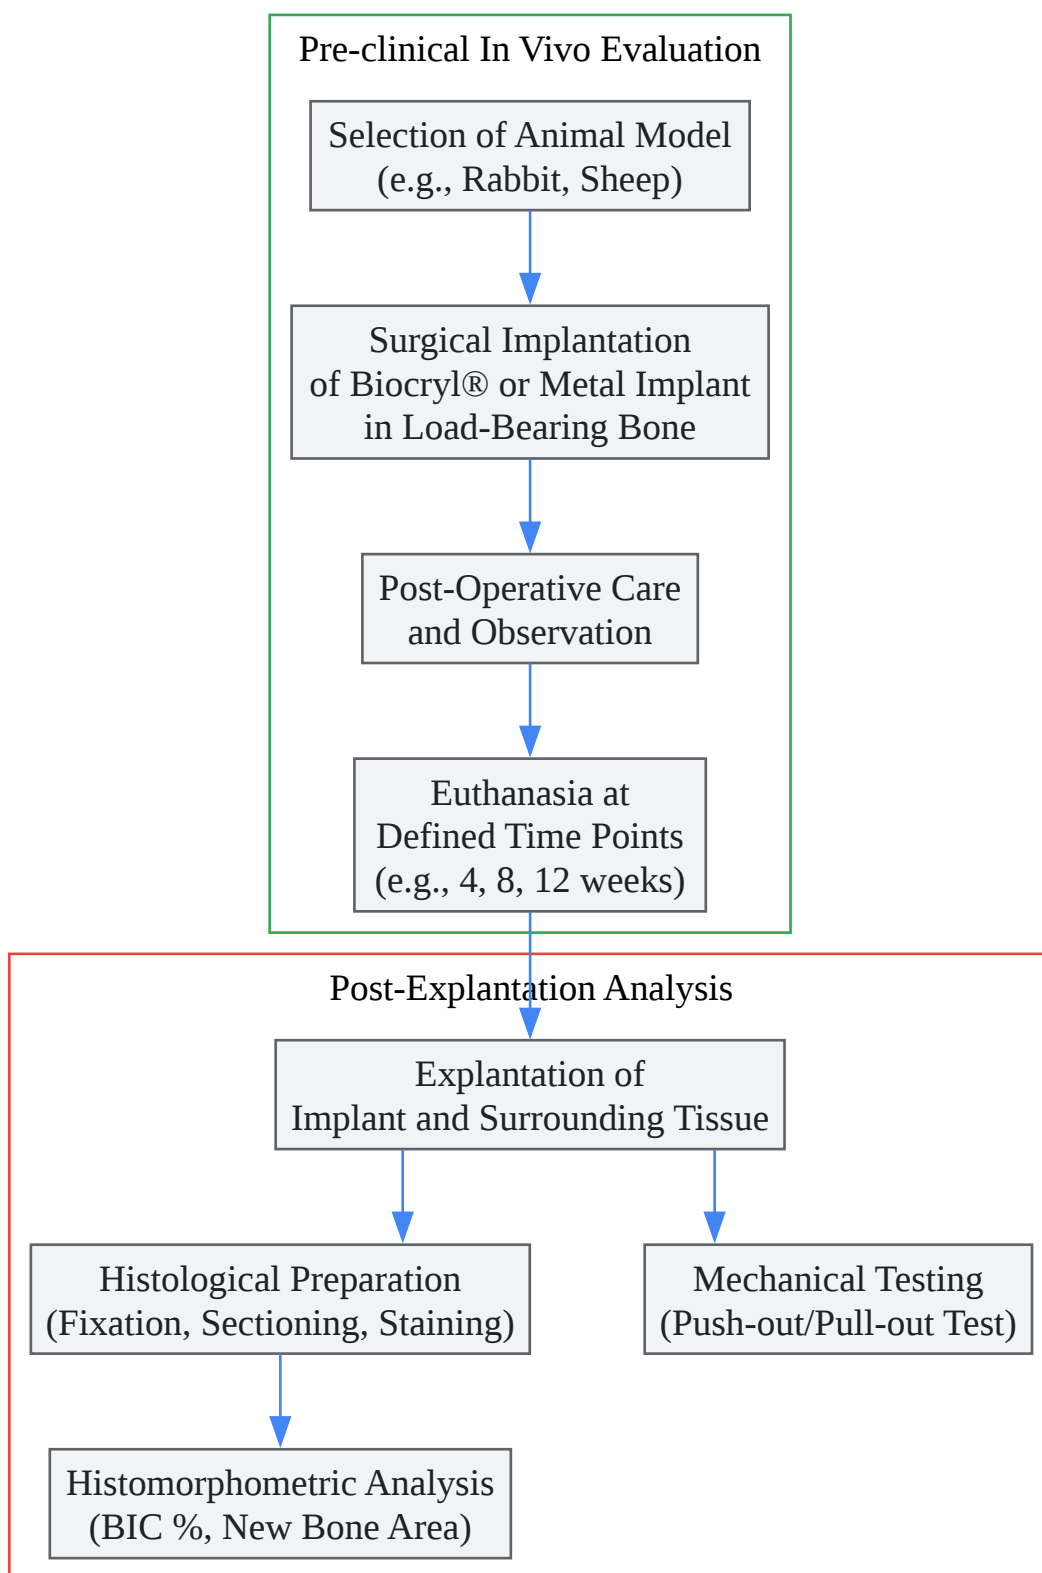 Pre-clinical In Vivo Evaluation
Selection of Animal Model
(e.g., Rabbit, Sheep)
Surgical Implantation
of Biocryl® or Metal Implant
in Load-Bearing Bone
Post-Operative Care
and Observation
Euthanasia at
Defined Time Points
(e.g., 4, 8, 12 weeks)
Post-Explantation Analysis
Explantation of
Implant and Surrounding Tissue
Histological Preparation
(Fixation, Sectioning, Staining)
Mechanical Testing
(Push-out/Pull-out Test)
Histomorphometric Analysis
(BIC %, New Bone Area)